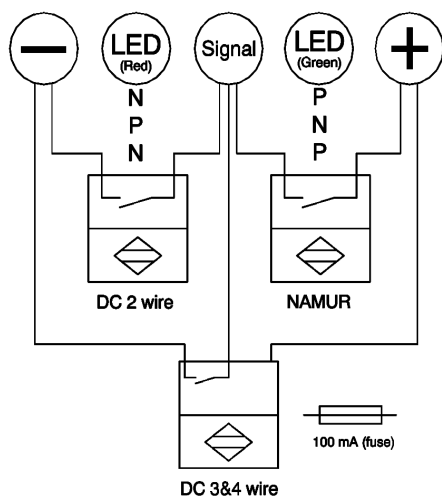 LED
(Red)
Signal
LED
(Green)
N
P
N
P
N
P
DC 2 wire
NAMUR
100 mA (fuse)
DC 3&4 wire